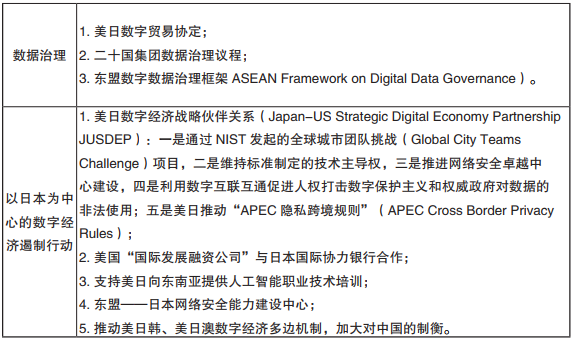 数据治理
1. 美日数字贸易协定；
2. 二十国集团数据治理议程；
3. 东盟数字数据治理框架 ASEAN Framework on Digital Data Governance）。
以日本为中
心的数字经
济遏制行动
1. 美日数字经济战略伙伴关系（Japan-US Strategic Digital Economy Partnership
JUSDEP）：一是通过 NIST 发起的全球城市团队挑战（Global City Teams
Challenge）项目，二是维持标准制定的技术主导权，三是推进网络安全卓越中
心建设，四是利用数字互联互通促进人权打击数字保护主义和权威政府对数据的
非法使用；五是美日推动“APEC 隐私跨境规则”（APEC Cross Border Privacy
Rules）；
2. 美国“国际发展融资公司”与日本国际协力银行合作；
3. 支持美日向东南亚提供人工智能职业技术培训；
4. 东盟——日本网络安全能力建设中心；
5. 推动美日韩、美日澳数字经济多边机制，加大对中国的制衡。